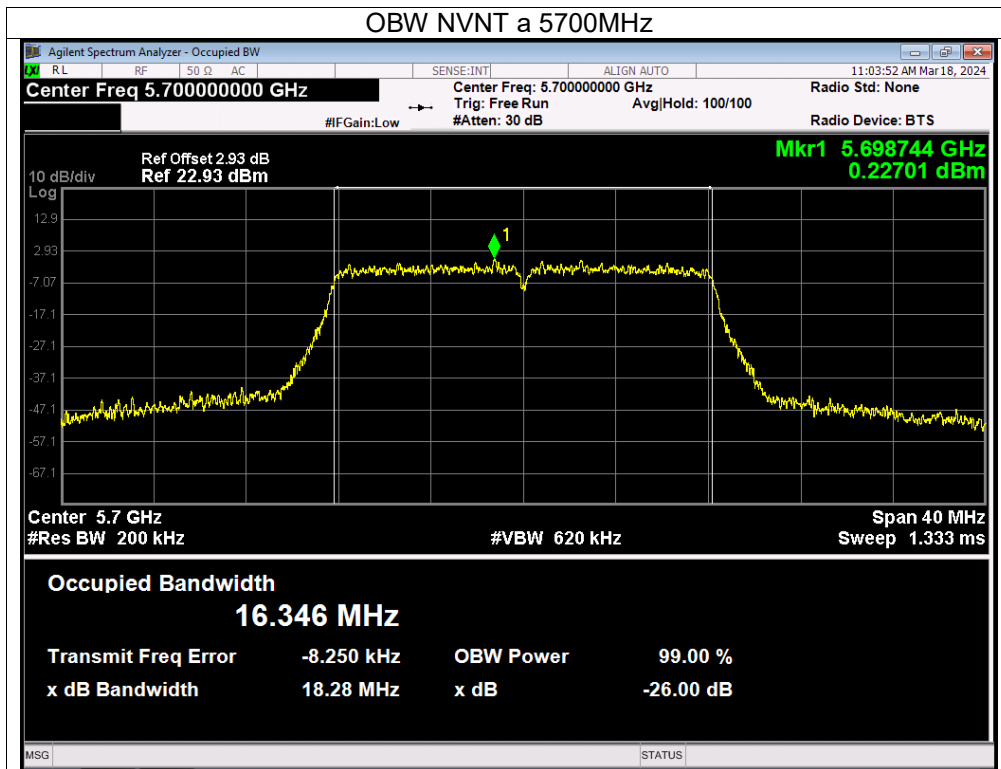 OBW NVNT a 5700MHz
Agilent Spectrum Analyzer - Occupied BW
LXI RL RF 50 Ω AC SENSE:INT ALIGN AUTO 11:03:52 AM Mar 18, 2024
Center Freq 5.700000000 GHz Center Freq: 5.700000000 GHz Radio Std: None
Trig: Free Run Avg|Hold: 100/100
#IFGain:Low #Atten: 30 dB Radio Device: BTS
Mkr1 5.698744 GHz
0.22701 dBm
Ref Offset 2.93 dB
10 dB/div Ref 22.93 dBm
Log
12.9
1
2.93
-7.07
-17.1
-27.1
-37.1
-47.1
-57.1
-67.1
Center 5.7 GHz Span 40 MHz
#Res BW 200 kHz #VBW 620 kHz Sweep 1.333 ms
Occupied Bandwidth
16.346 MHz
Transmit Freq Error -8.250 kHz OBW Power 99.00 %
x dB Bandwidth 18.28 MHz x dB -26.00 dB
MSG STATUS